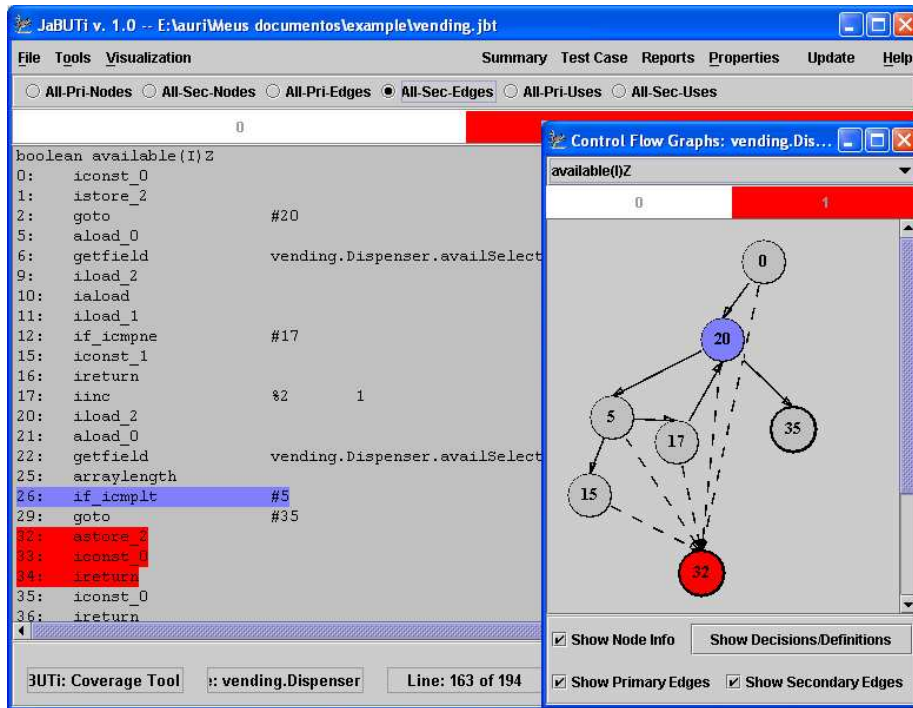 JaBUTi v. 1.0 -- E:\auri\Meus documentos\example\vending.jbt
File Tools Visualization Summary Test Case Reports Properties Update Help
All-Pri-Nodes All-Sec-Nodes All-Pri-Edges All-Sec-Edges All-Pri-Uses All-Sec-Uses
0
boolean available(I)Z
0: iconst_0
1: istore_2
2: goto #20
5: aload_0
6: getfield vending.Dispenser.availSelect
9: iload_2
10: iaload
11: iload_1
12: if_icmpne #17
15: iconst_1
16: ireturn
17: iinc %2 1
20: iload_2
21: aload_0
22: getfield vending.Dispenser.availSelect
25: arraylength
26: if_icmplt #5
29: goto #35
32: astore_2
33: iconst_0
34: ireturn
35: iconst_0
36: ireturn
BUTi: Coverage Tool : vending.Dispenser Line: 163 of 194
Control Flow Graphs: vending.Dis...
available(I)Z
0 1
0
20
5
17
35
15
32
Show Node Info Show Decisions/Definitions
Show Primary Edges Show Secondary Edges